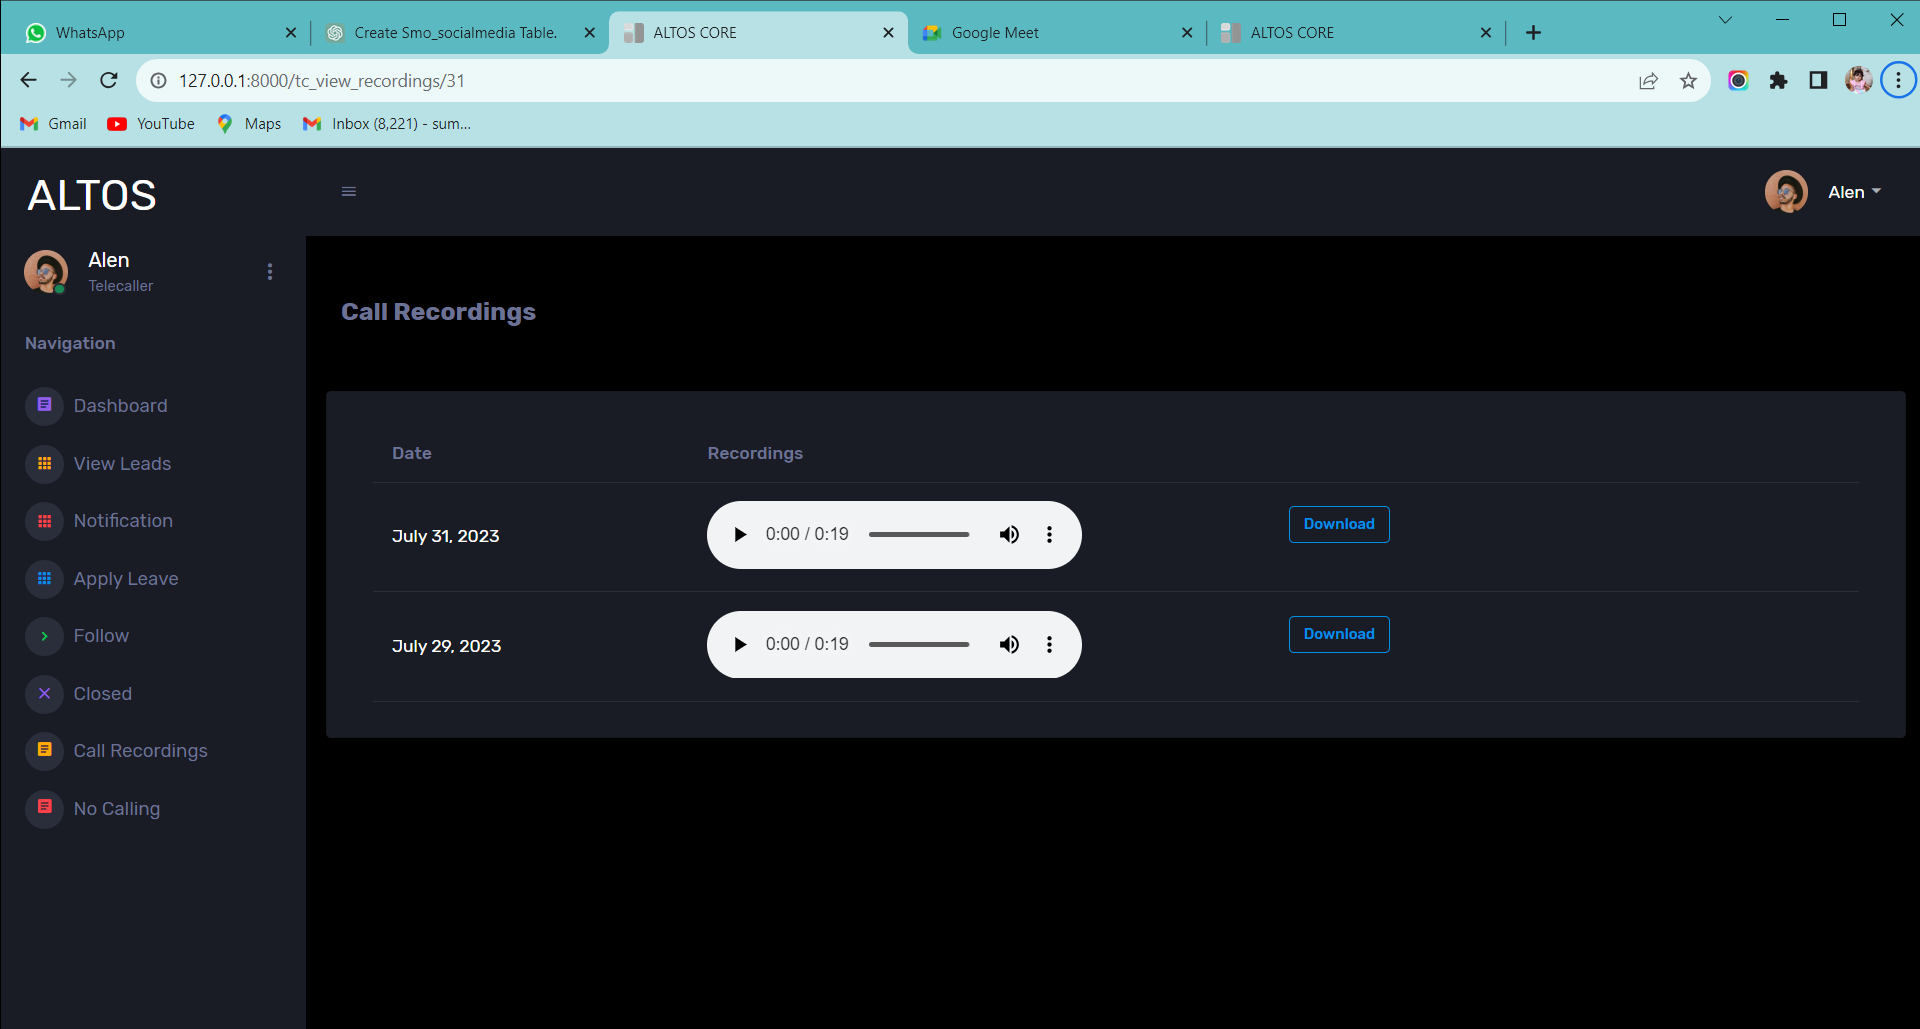 WhatsApp
Create Smo_socialmedia Table.
ALTOS CORE
Google Meet
ALTOS CORE
127.0.0.1:8000/tc_view_recordings/31
Gmail
YouTube
Maps
Inbox (8,221) - sum...
ALTOS
Alen
Alen
Telecaller
Navigation
Dashboard
View Leads
Notification
Apply Leave
Follow
Closed
Call Recordings
No Calling
Call Recordings
Date Recordings
July 31, 2023 0:00 / 0:19 Download
July 29, 2023 0:00 / 0:19 Download